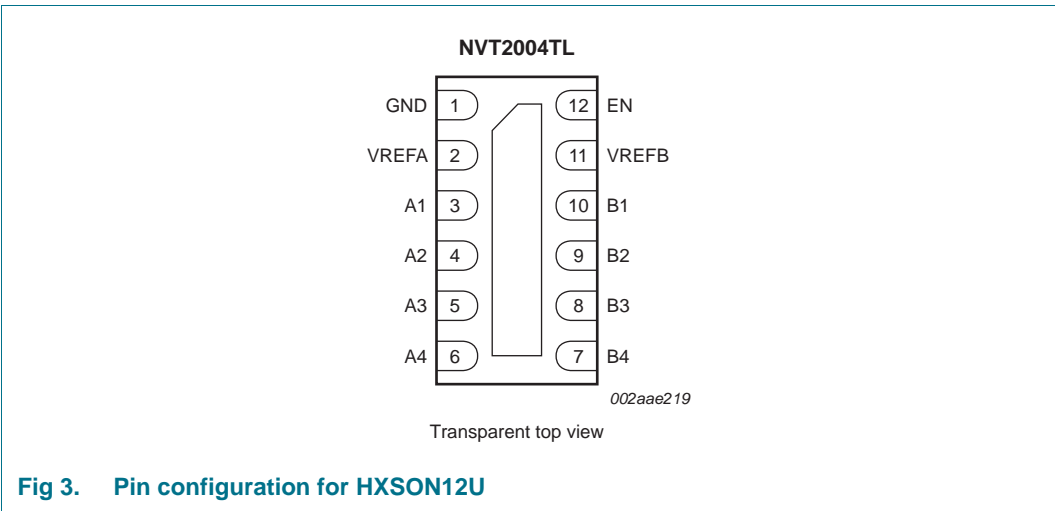 NVT2004TL
GND 1 12 EN
VREFA 2 11 VREFB
A1 3 10 B1
A2 4 9 B2
A3 5 8 B3
A4 6 7 B4
002aae219
Transparent top view
Fig 3. Pin configuration for HXSON12U